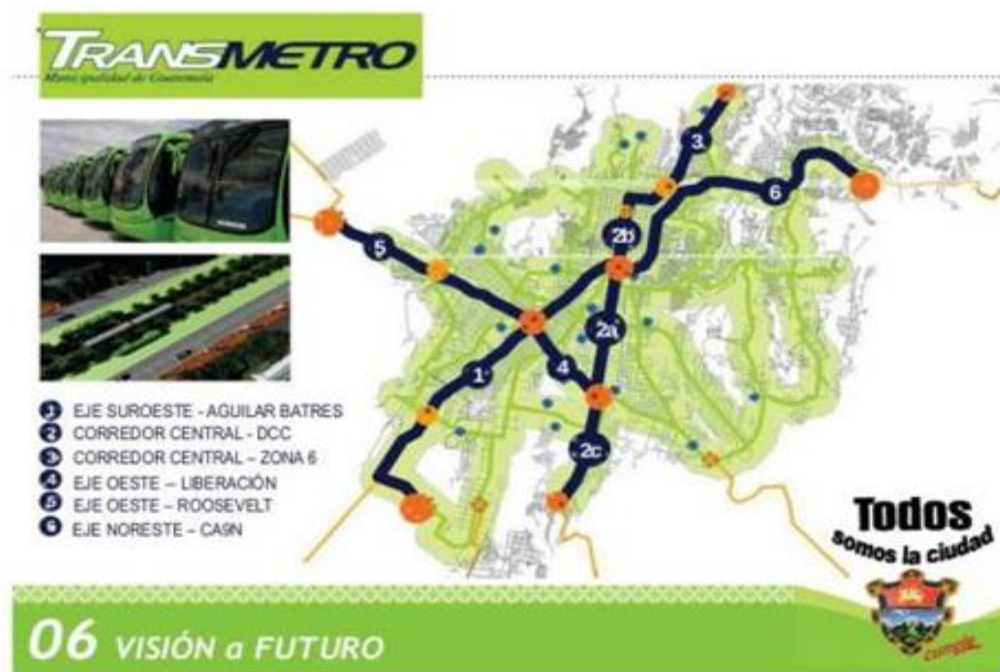 TRANSMETRO
Municipalidad de Guatemala
3
6
2b
5
2a
1
4
2c
1 EJE SUROESTE - AGUILAR BATRES
2 CORREDOR CENTRAL - DCC
3 CORREDOR CENTRAL – ZONA 6
4 EJE OESTE – LIBERACIÓN
5 EJE OESTE – ROOSEVELT
6 EJE NORESTE – CA9N
Todos
somos la ciudad
cumple
06 VISIÓN a FUTURO